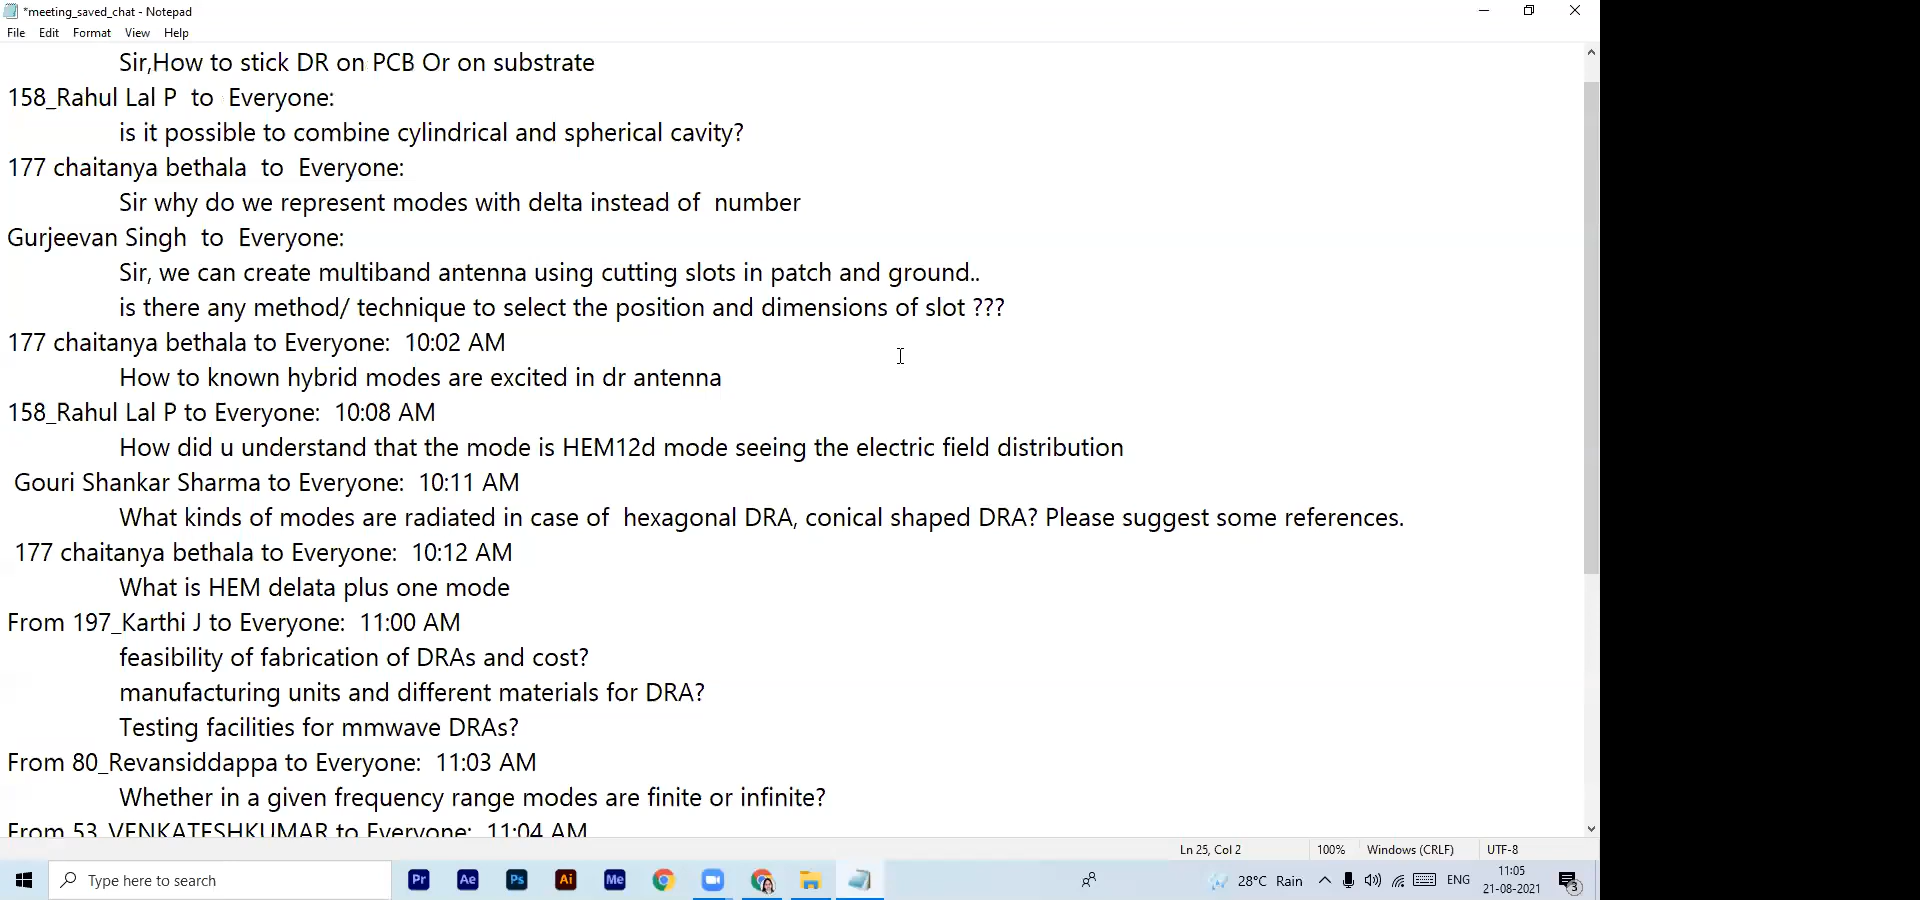 *meeting_saved_chat - Notepad
File Edit Format View Help
Sir,How to stick DR on PCB Or on substrate
158_Rahul Lal P to Everyone:
is it possible to combine cylindrical and spherical cavity?
177 chaitanya bethala to Everyone:
Sir why do we represent modes with delta instead of number
Gurjeevan Singh to Everyone:
Sir, we can create multiband antenna using cutting slots in patch and ground..
is there any method/ technique to select the position and dimensions of slot ???
177 chaitanya bethala to Everyone: 10:02 AM
How to known hybrid modes are excited in dr antenna
158_Rahul Lal P to Everyone: 10:08 AM
How did u understand that the mode is HEM12d mode seeing the electric field distribution
Gouri Shankar Sharma to Everyone: 10:11 AM
What kinds of modes are radiated in case of hexagonal DRA, conical shaped DRA? Please suggest some references.
177 chaitanya bethala to Everyone: 10:12 AM
What is HEM delata plus one mode
From 197_Karthi J to Everyone: 11:00 AM
feasibility of fabrication of DRAs and cost?
manufacturing units and different materials for DRA?
Testing facilities for mmwave DRAs?
From 80_Revansiddappa to Everyone: 11:03 AM
Whether in a given frequency range modes are finite or infinite?
From 53_VENKATESHKUMAR to Everyone: 11:04 AM
Ln 25, Col 2 100% Windows (CRLF) UTF-8
Type here to search Pr Ae Ps Ai Me 28°C Rain ENG 11:05
21-08-2021 3